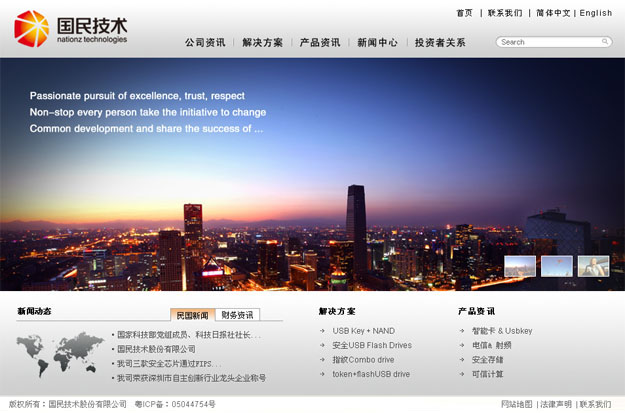 国民技术
nationz technologies
首页 | 联系我们 | 简体中文 | English
公司资讯 | 解决方案 | 产品资讯 | 新闻中心 | 投资者关系
Search
Passionate pursuit of excellence, trust, respect
Non-stop every person take the initiative to change
Common development and share the success of ...
新闻动态
民国新闻
财务资讯
• 国家科技部党组成员、科技日报社社长...
• 国民技术股份有限公司
• 我司三款安全芯片通过FIPS...
• 我司荣获深圳市自主创新行业龙头企业称号
解决方案
USB Key + NAND
安全USB Flash Drives
指纹Combo drive
token+flashUSB drive
产品资讯
智能卡 & Usbkey
电信& 射频
安全存储
可信计算
版权所有：国民技术股份有限公司 粤ICP备：05044754号
网站地图 | 法律声明 | 联系我们